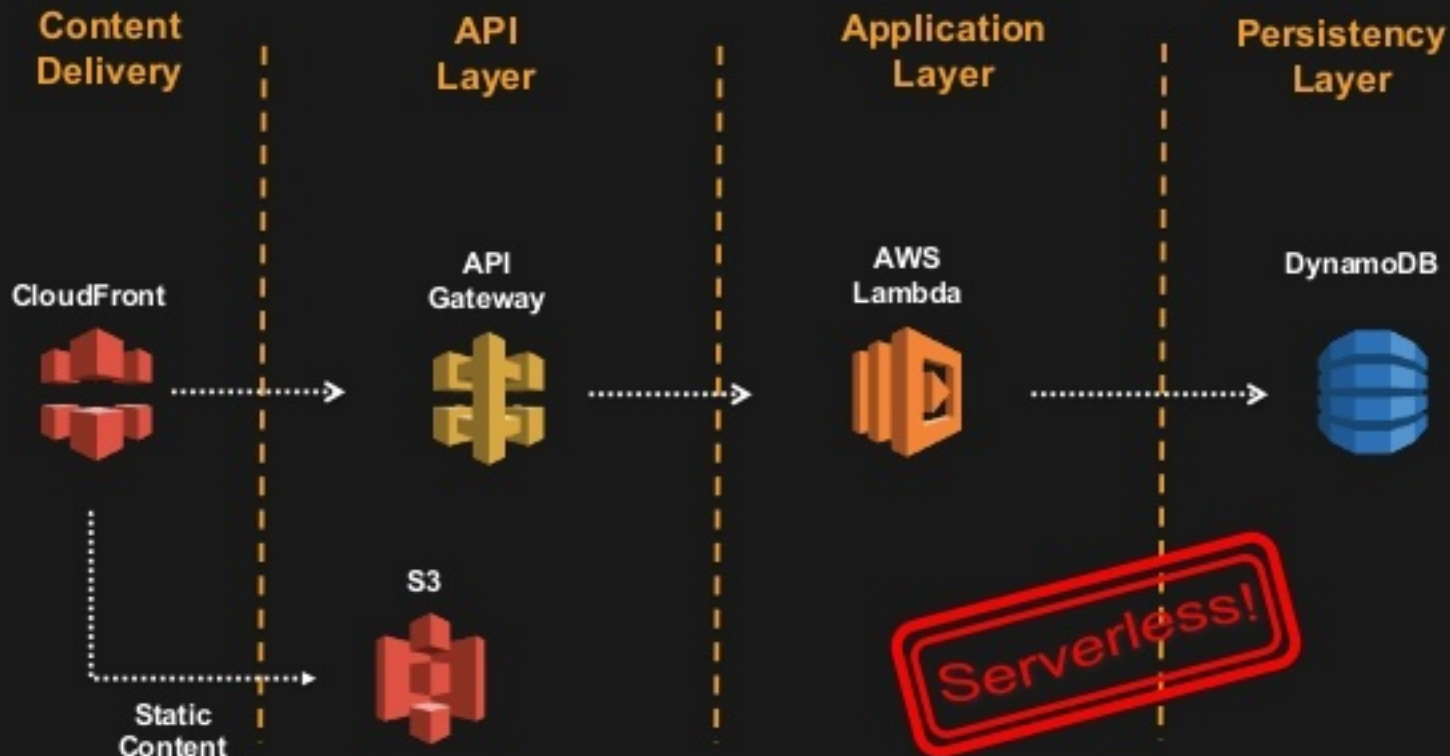 Content
Delivery
API
Layer
Application
Layer
Persistency
Layer
CloudFront
API
Gateway
AWS
Lambda
DynamoDB
S3
Serverless!
Static
Content